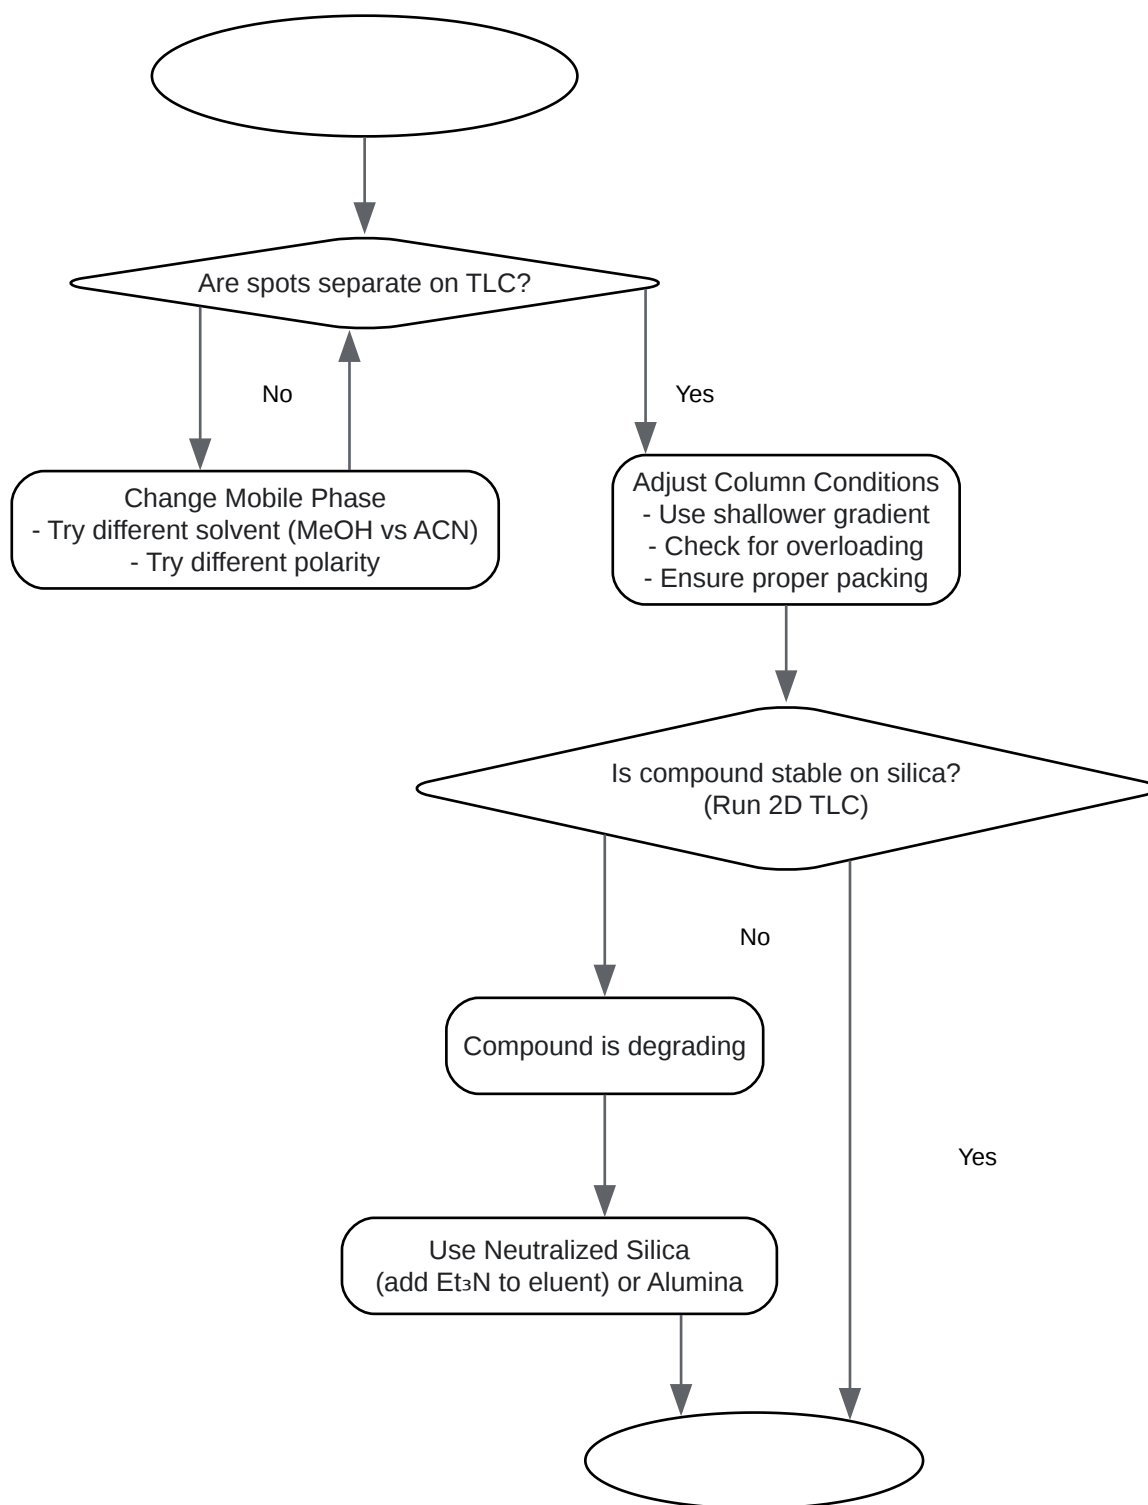 Are spots separate on TLC?
No
Yes
Change Mobile Phase
- Try different solvent (MeOH vs ACN)
- Try different polarity
Adjust Column Conditions
- Use shallower gradient
- Check for overloading
- Ensure proper packing
Is compound stable on silica?
(Run 2D TLC)
No
Compound is degrading
Yes
Use Neutralized Silica
(add Et₃N to eluent) or Alumina